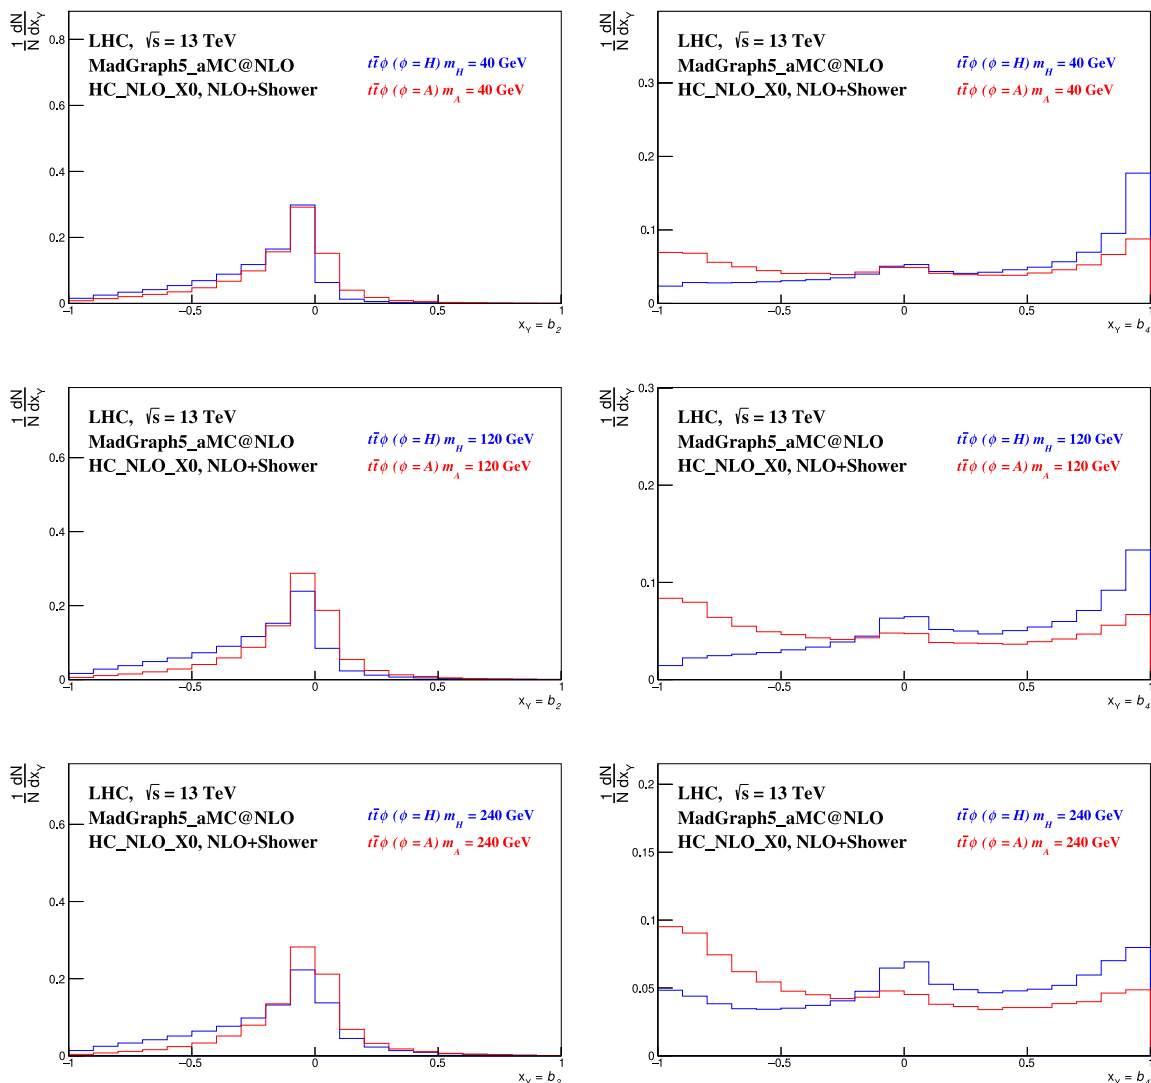 1/N dN/dx_Y
LHC, √s = 13 TeV
MadGraph5_aMC@NLO
HC_NLO_X0, NLO+Shower
tt̄ϕ (ϕ = H) m_H = 40 GeV
tt̄ϕ (ϕ = A) m_A = 40 GeV
0.8
0.6
0.4
0.2
0
−1 −0.5 0 0.5 1
x_Y = b_2
1/N dN/dx_Y
LHC, √s = 13 TeV
MadGraph5_aMC@NLO
HC_NLO_X0, NLO+Shower
tt̄ϕ (ϕ = H) m_H = 40 GeV
tt̄ϕ (ϕ = A) m_A = 40 GeV
0.3
0.2
0.1
0
−1 −0.5 0 0.5 1
x_Y = b_4
1/N dN/dx_Y
LHC, √s = 13 TeV
MadGraph5_aMC@NLO
HC_NLO_X0, NLO+Shower
tt̄ϕ (ϕ = H) m_H = 120 GeV
tt̄ϕ (ϕ = A) m_A = 120 GeV
0.6
0.4
0.2
0
−1 −0.5 0 0.5 1
x_Y = b_2
1/N dN/dx_Y
LHC, √s = 13 TeV
MadGraph5_aMC@NLO
HC_NLO_X0, NLO+Shower
tt̄ϕ (ϕ = H) m_H = 120 GeV
tt̄ϕ (ϕ = A) m_A = 120 GeV
0.3
0.2
0.1
0
−1 −0.5 0 0.5 1
x_Y = b_4
1/N dN/dx_Y
LHC, √s = 13 TeV
MadGraph5_aMC@NLO
HC_NLO_X0, NLO+Shower
tt̄ϕ (ϕ = H) m_H = 240 GeV
tt̄ϕ (ϕ = A) m_A = 240 GeV
0.6
0.4
0.2
0
−1 −0.5 0 0.5 1
x_Y = b
1/N dN/dx_Y
LHC, √s = 13 TeV
MadGraph5_aMC@NLO
HC_NLO_X0, NLO+Shower
tt̄ϕ (ϕ = H) m_H = 240 GeV
tt̄ϕ (ϕ = A) m_A = 240 GeV
0.2
0.15
0.1
0.05
0
−1 −0.5 0 0.5 1
x_Y = b